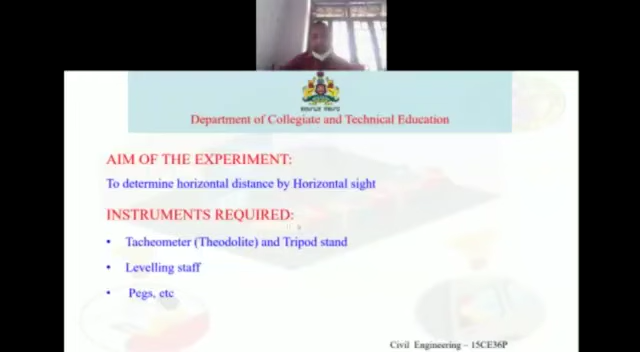 Department of Collegiate and Technical Education
AIM OF THE EXPERIMENT:
To determine horizontal distance by Horizontal sight
INSTRUMENTS REQUIRED:
• Tacheometer (Theodolite) and Tripod stand
• Levelling staff
• Pegs, etc
Civil Engineering – 15CE36P